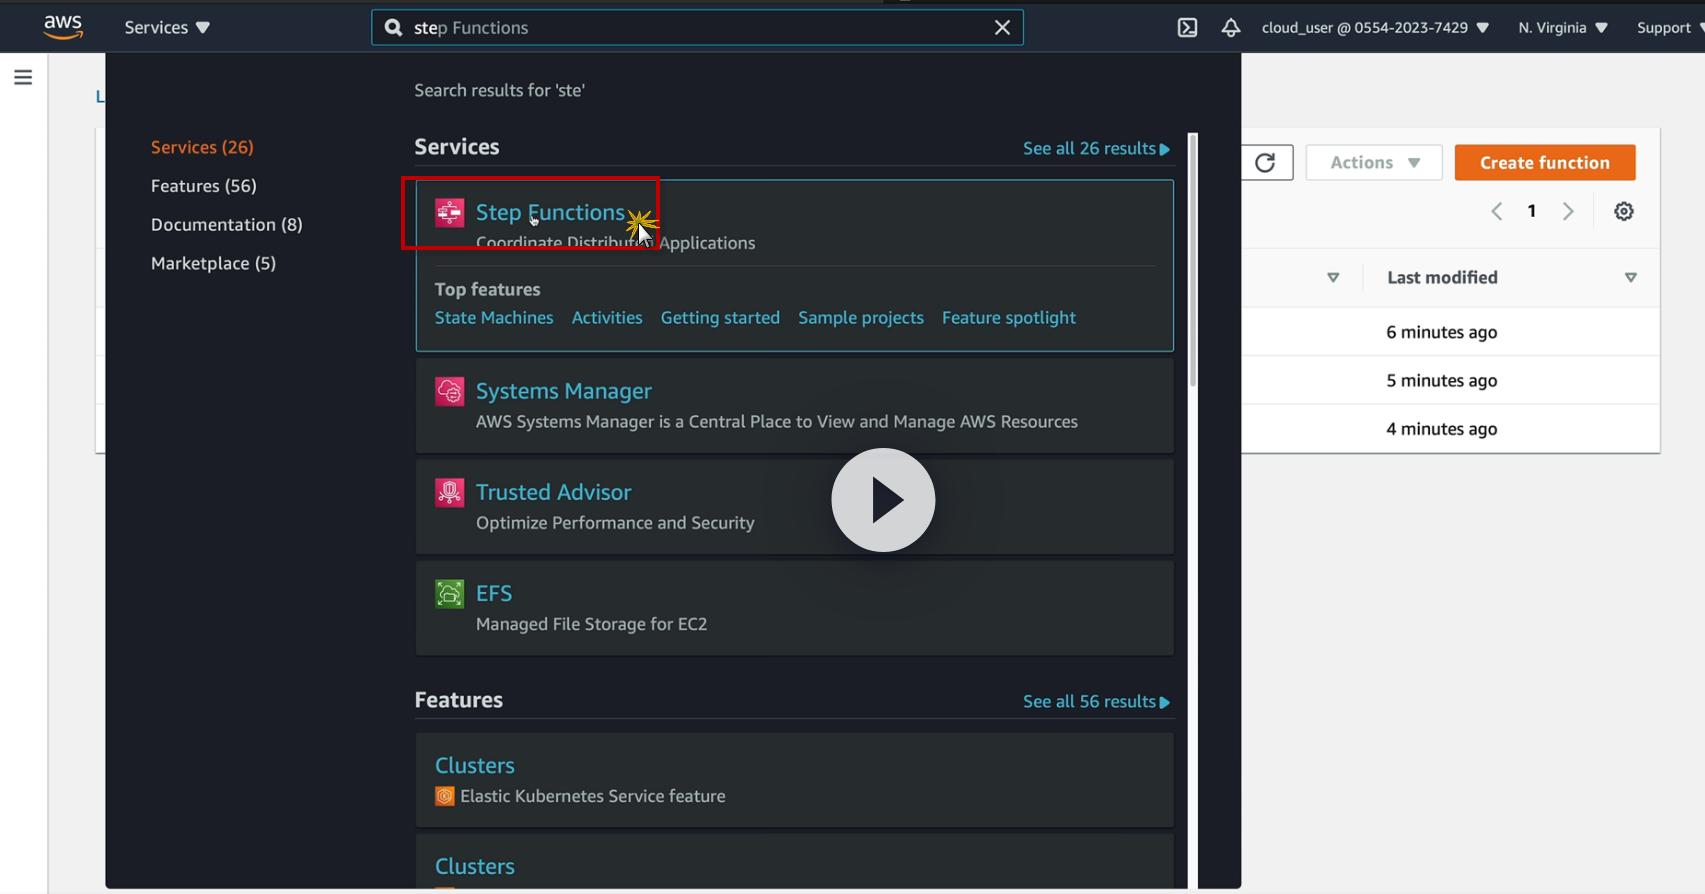 aws Services ▼ step Functions cloud_user @ 0554-2023-7429 ▼ N. Virginia ▼ Support
L
Search results for 'ste'
Services (26)
Features (56)
Documentation (8)
Marketplace (5)
Services See all 26 results
Step Functions
Coordinate Distributed Applications
Top features
State Machines Activities Getting started Sample projects Feature spotlight
Systems Manager
AWS Systems Manager is a Central Place to View and Manage AWS Resources
Trusted Advisor
Optimize Performance and Security
EFS
Managed File Storage for EC2
Features See all 56 results
Clusters
Elastic Kubernetes Service feature
Clusters
Actions ▼ Create function
1
Last modified
6 minutes ago
5 minutes ago
4 minutes ago